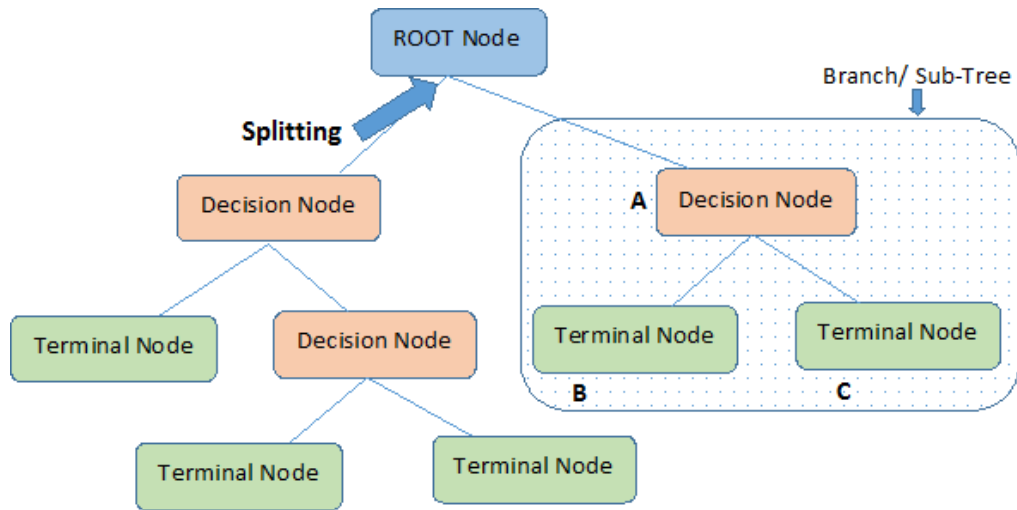 ROOT Node
Branch/ Sub-Tree
Splitting
Decision Node
A
Decision Node
Terminal Node
Decision Node
Terminal Node
Terminal Node
B
C
Terminal Node
Terminal Node